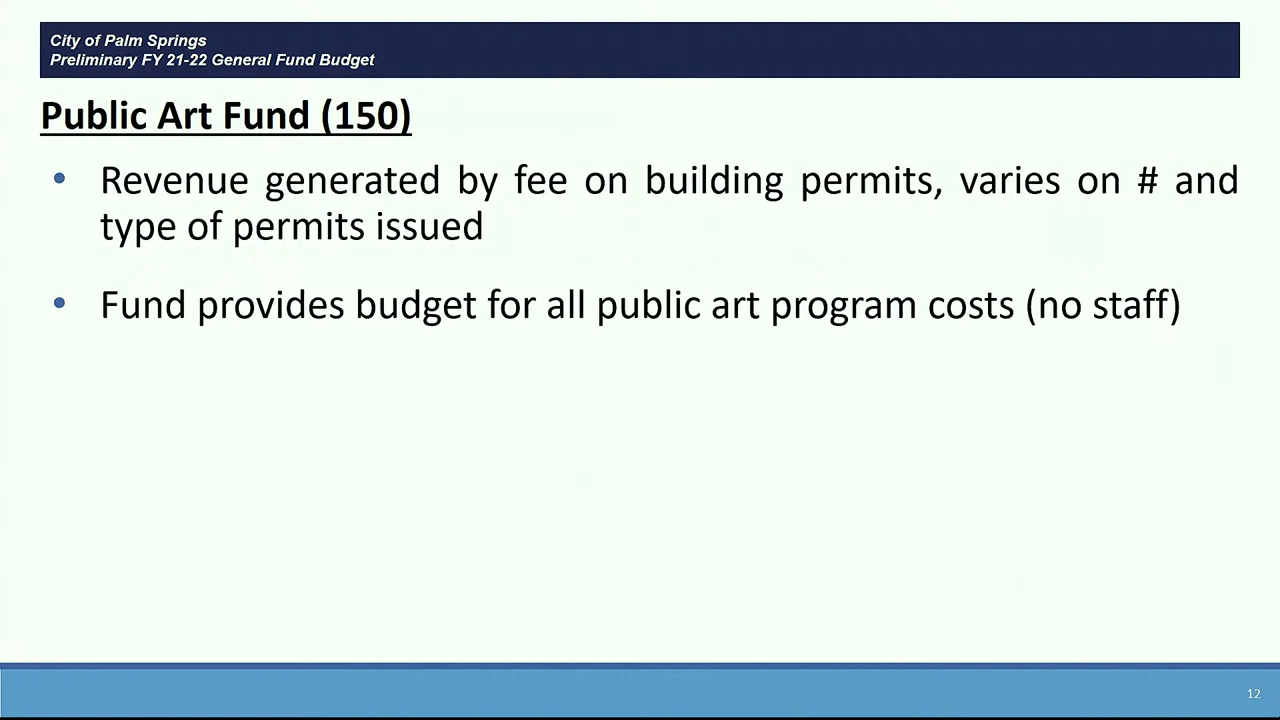 City of Palm Springs
Preliminary FY 21-22 General Fund Budget
Public Art Fund (150)
• Revenue generated by fee on building permits, varies on # and
type of permits issued
• Fund provides budget for all public art program costs (no staff)
12